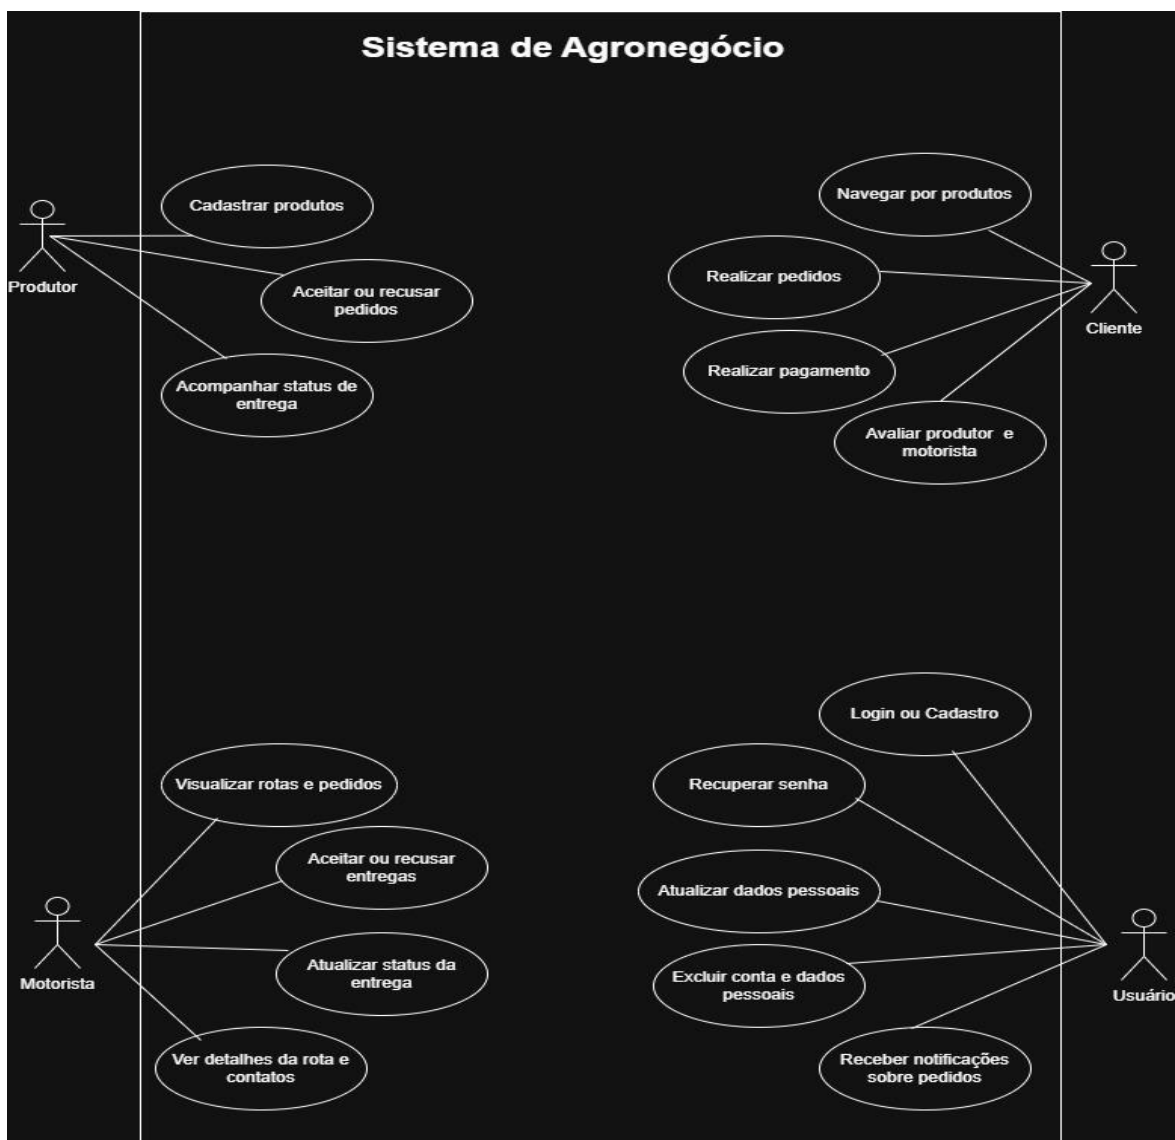 Sistema de Agronegócio
Cadastrar produtos
Aceitar ou recusar
pedidos
Acompanhar status de
entrega
Produtor
Navegar por produtos
Realizar pedidos
Realizar pagamento
Avaliar produtor e
motorista
Cliente
Visualizar rotas e pedidos
Aceitar ou recusar
entregas
Atualizar status da
entrega
Ver detalhes da rota e
contatos
Motorista
Login ou Cadastro
Recuperar senha
Atualizar dados pessoais
Excluir conta e dados
pessoais
Receber notificações
sobre pedidos
Usuário